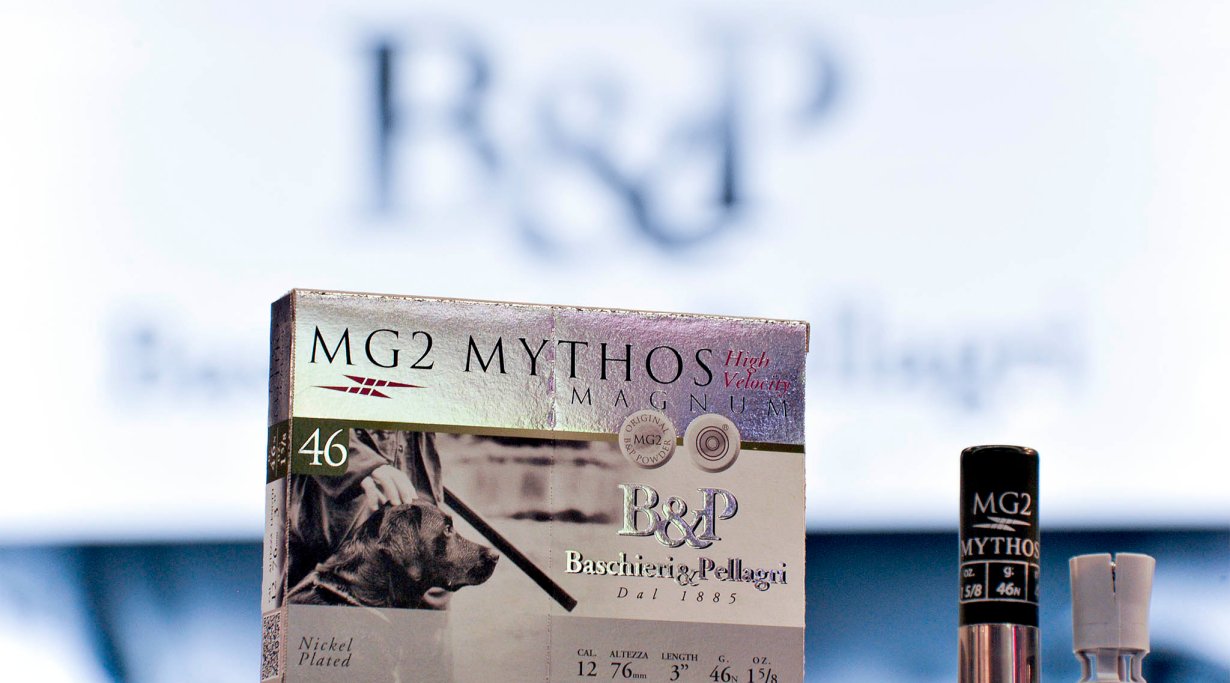 B&P
MG2 MYTHOS
High
Velocity
MAGNUM
46
ORIGINAL
MG2
B&P POWDER
B&P
Baschieri&Pellagri
Dal 1885
Nickel
Plated
CAL. ALTEZZA LENGTH G. OZ.
12 76mm 3" 46N 1 5/8
MG2
MYTHOS
oz. g.
1 5/8 46N